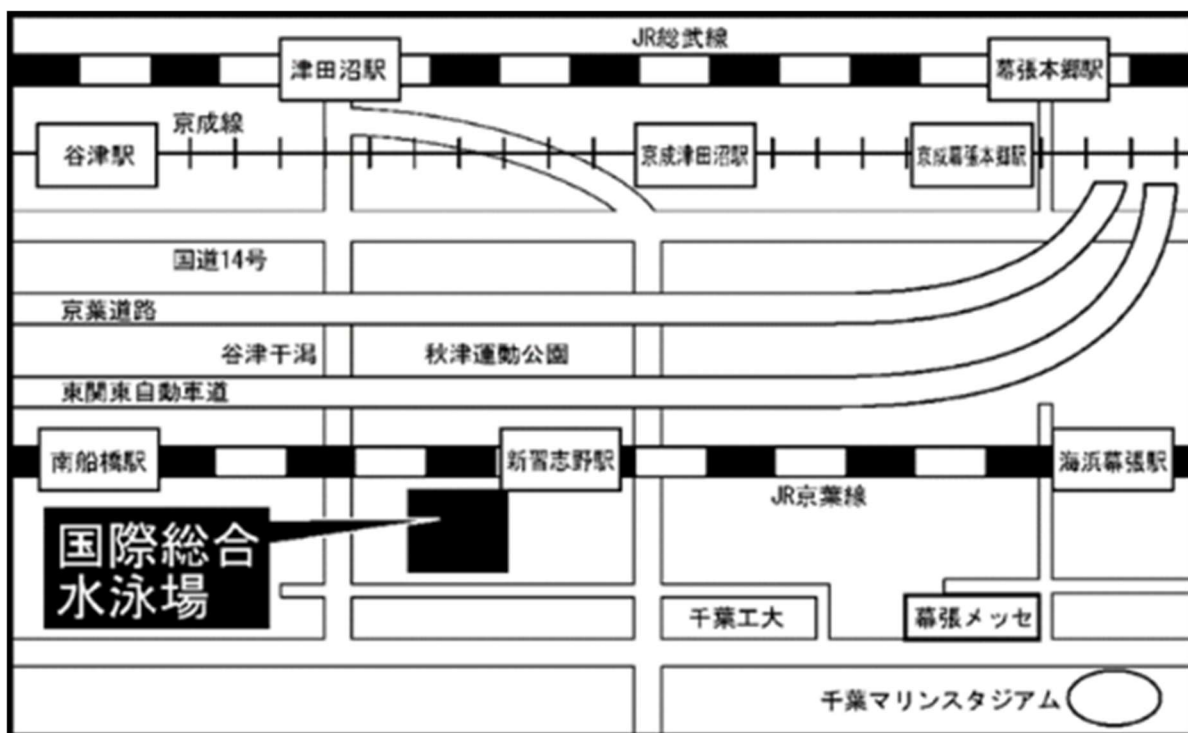 JR総武線
津田沼駅
幕張本郷駅
京成線
谷津駅
京成津田沼駅
京成幕張本郷駅
国道14号
京葉道路
谷津干潟
秋津運動公園
東関東自動車道
南船橋駅
新習志野駅
海浜幕張駅
JR京葉線
国際総合
水泳場
千葉工大
幕張メッセ
千葉マリンスタジアム